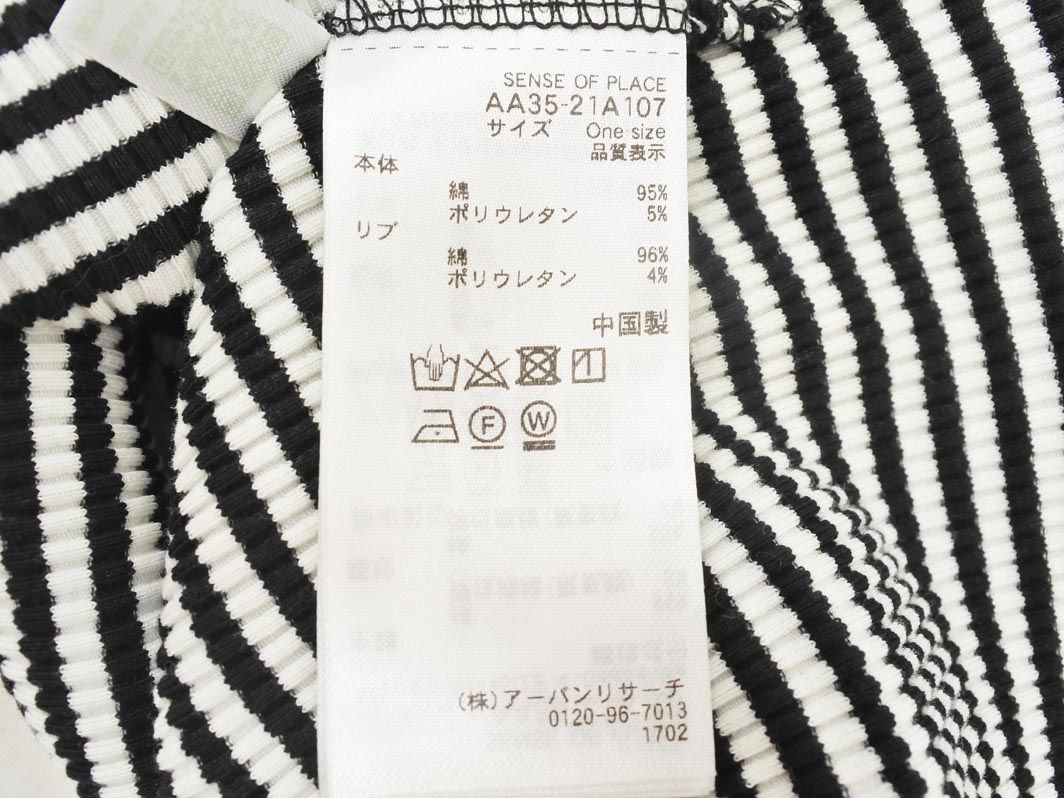 SENSE OF PLACE
AA35-21A107
サイズ One size
品質表示
本体
綿 95%
ポリウレタン 5%
リブ
綿 96%
ポリウレタン 4%
中国製
F W
(株)アーバンリサーチ
0120-96-7013
1702